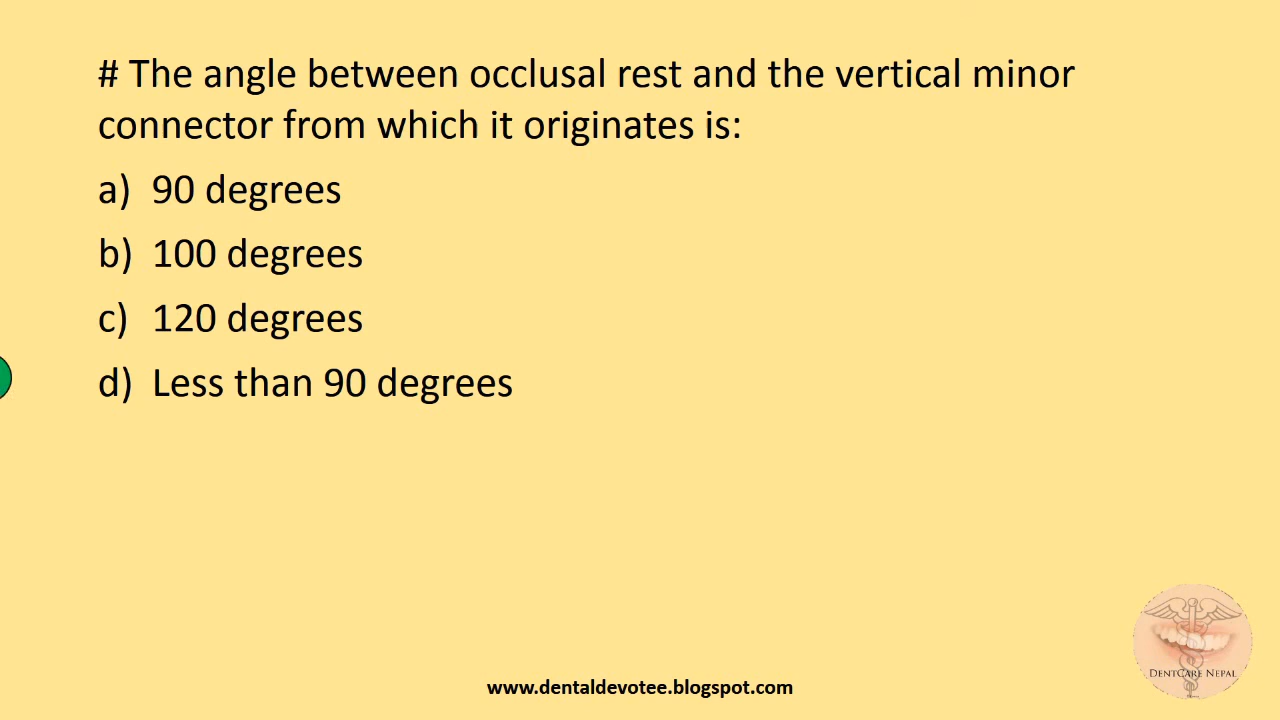 # The angle between occlusal rest and the vertical minor
connector from which it originates is:
a) 90 degrees
b) 100 degrees
c) 120 degrees
d) Less than 90 degrees
DENTCARE NEPAL
www.dentaldevotee.blogspot.com